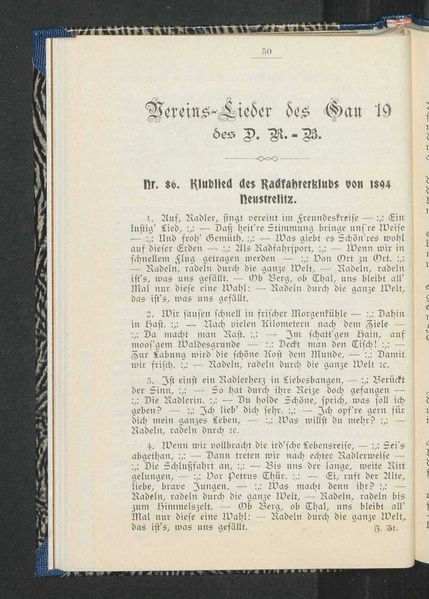 50
Vereins-Lieder des Gau 19
des D. R.-B.
Nr. 86. Klublied des Radfahrerklubs von 1894
Neustrelitz.
1. Auf, Radler, singt vereint im Freundeskreise — :,: Ein
lustig' Lied, :,: — Daß heit're Stimmung bringe uns're Weise
— :,: Und froh' Gemüth. :,: — Was giebt es Schön'res wohl
auf dieser Erden — :,: Als Radfahrsport, :,: — Wenn wir in
schnellem Flug getragen werden — :,: Von Ort zu Ort. :,:
— Radeln, radeln durch die ganze Welt, — Radeln, radeln
ist's, was uns gefällt. — Ob Berg, ob Thal, uns bleibt all'
Mal nur diese eine Wahl: — Radeln durch die ganze Welt,
das ist's, was uns gefällt.
2. Wir sausen schnell in frischer Morgenkühle — :,: Dahin
in Hast. :,: — Nach vielen Kilometern nach dem Ziele —
:,: Da macht man Rast. :,: — Im schatt'gen Hain, auf
moos'gem Waldesgrunde — :,: Deckt man den Tisch! :,: —
Zur Labung wird die schöne Kost dem Munde, — :,: Damit
wir frisch. :,: — Radeln, radeln durch die ganze Welt ꝛc.
3. Ist einst ein Radlerherz in Liebesbangen, — :,: Berückt
der Sinn, :,: — So hat durch ihre Reize doch gefangen —
:,: Die Radlerin. :,: — Du holde Schöne, sprich, was soll ich
geben? — :,: Ich lieb' dich sehr. :,: — Ich opf're gern für
dich mein ganzes Leben, — :,: Was willst du mehr? :,: —
Radeln, radeln durch ꝛc.
4. Wenn wir vollbracht die ird'sche Lebensreise, — :,: Sei's
abgethan, :,: — Dann treten wir nach echter Radlerweise —
:,: Die Schlußfahrt an, :,: — Bis uns der lange, weite Ritt
gelungen, — :,: Vor Petrus Thür. :,: — Ei, ruft der Alte,
liebe, brave Jungen, — :,: Was macht denn ihr? :,: —
Radeln, radeln durch die ganze Welt, — Radeln, radeln bis
zum Himmelszelt. — Ob Berg, ob Thal, uns bleibt all'
Mal nur diese eine Wahl: — Radeln durch die ganze Welt,
das ist's, was uns gefällt.
F. St.